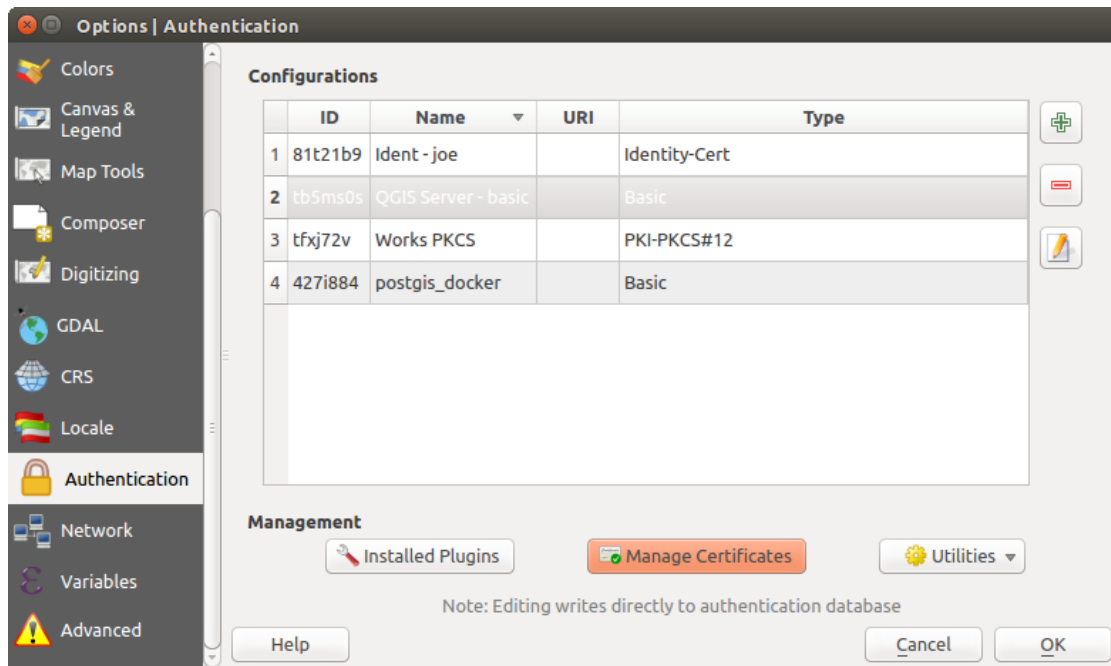 Options | Authentication
Colors
Canvas &
Legend
Map Tools
Composer
Digitizing
GDAL
CRS
Locale
Authentication
Network
Variables
Advanced
Configurations
ID Name URI Type
1 81t21b9 Ident - joe Identity-Cert
2 tb5ms0s QGIS Server - basic Basic
3 tfxj72v Works PKCS PKI-PKCS#12
4 427i884 postgis_docker Basic
Management
Installed Plugins Manage Certificates Utilities
Note: Editing writes directly to authentication database
Help Cancel OK